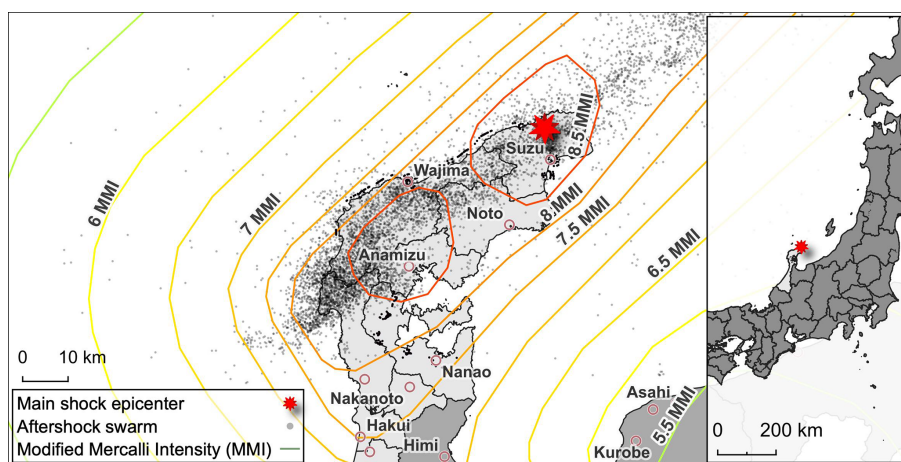 8.5 MMI
Suzu
Wajima
6 MMI
7 MMI
8 MMI
Noto
7.5 MMI
Anamizu
6.5 MMI
0 10 km
Nanao
Asahi
Nakanoto
Main shock epicenter
Aftershock swarm
Modified Mercalli Intensity (MMI)
Hakui
Himi
Kurobe
5.5 MMI
0 200 km